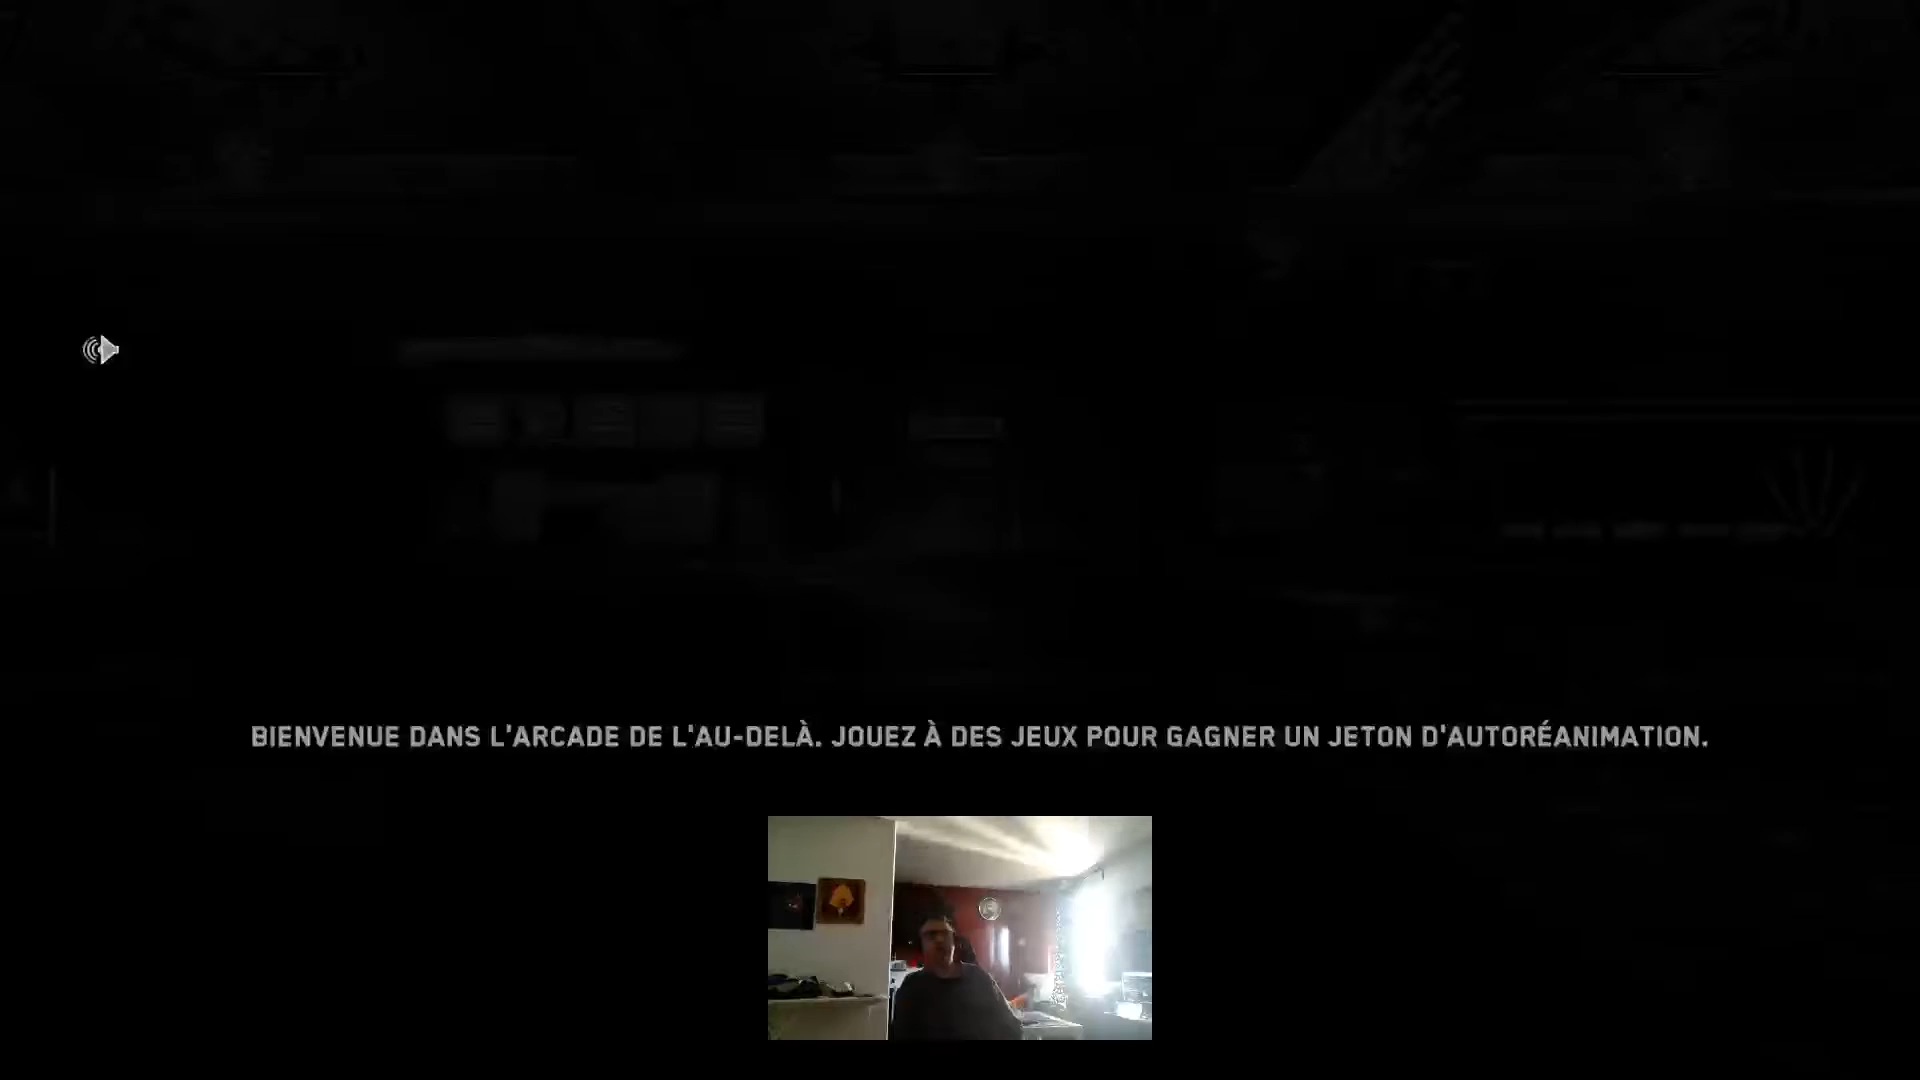 BIENVENUE DANS L'ARCADE DE L'AU-DELÀ. JOUEZ À DES JEUX POUR GAGNER UN JETON D'AUTORÉANIMATION.